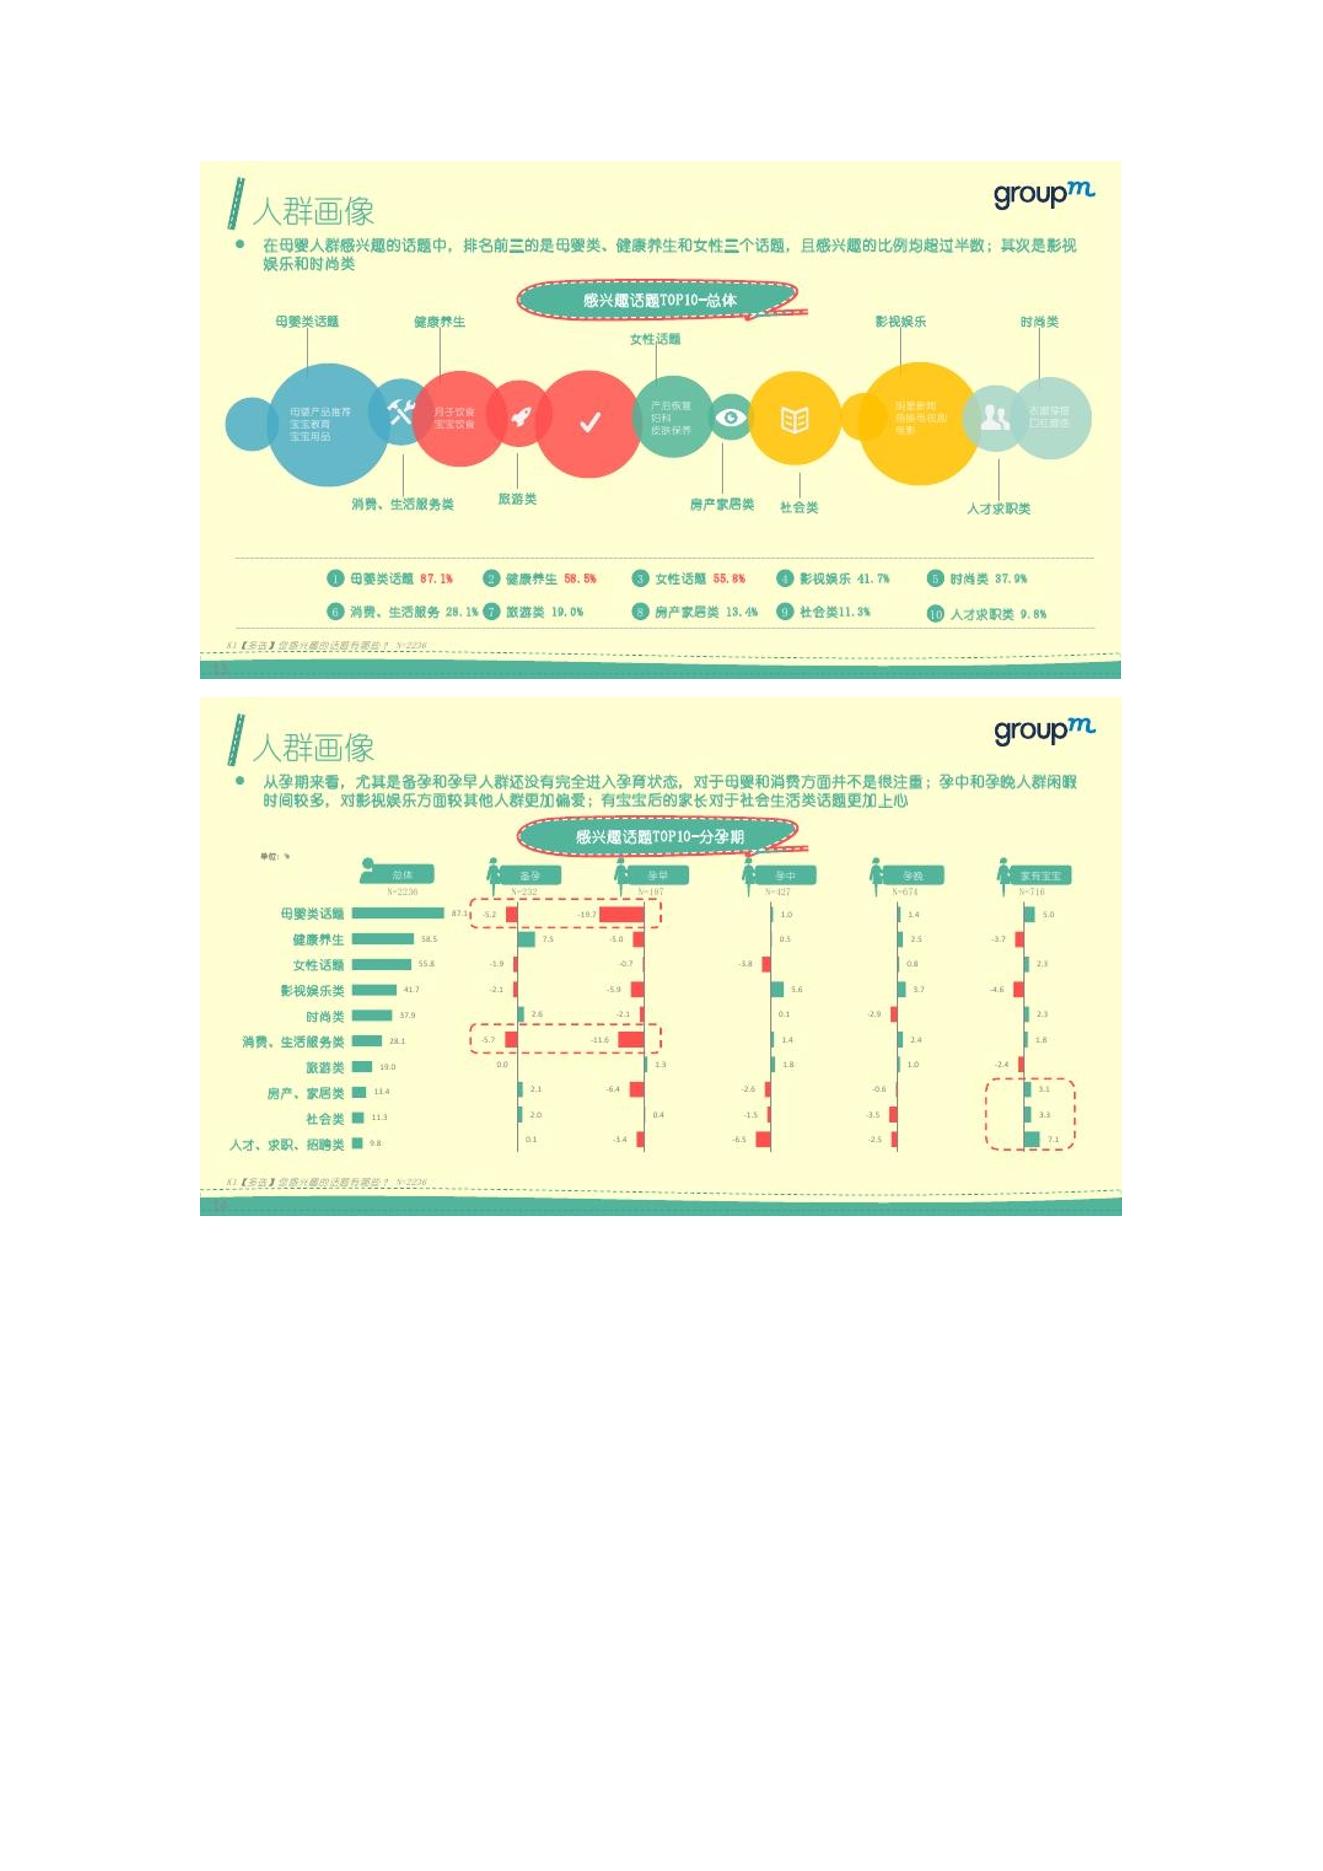 人群画像
groupm
在母婴人群感兴趣的话题中，排名前三的是母婴类、健康养生和女性三个话题，且感兴趣的比例均超过半数；其次是影视
娱乐和时尚类
感兴趣话题TOP10-总体
母婴类话题
健康养生
女性话题
影视娱乐
时尚类
母婴产品推荐
宝宝教育
宝宝用品
月子饮食
宝宝饮食
产后恢复
妇科
皮肤保养
消费、生活服务类
旅游类
房产家居类
社会类
人才求职类
1 母婴类话题 87.1% 2 健康养生 58.5% 3 女性话题 55.8% 4 影视娱乐 41.7% 5 时尚类 37.9%
6 消费、生活服务 28.1% 7 旅游类 19.0% 8 房产家居类 13.4% 9 社会类11.3% 10 人才求职类 9.8%
K1【多选】您感兴趣的话题有哪些？ N=2236
人群画像
groupm
从孕期来看，尤其是备孕和孕早人群还没有完全进入孕育状态，对于母婴和消费方面并不是很注重；孕中和孕晚人群闲暇
时间较多，对影视娱乐方面较其他人群更加偏爱；有宝宝后的家长对于社会生活类话题更加上心
感兴趣话题TOP10-分孕期
单位：%
总体 备孕 孕早 孕中 孕晚 家有宝宝
N=2236 N=232 N=187 N=427 N=674 N=716
母婴类话题 87.1 -5.2 -19.7 1.0 1.4 5.0
健康养生 58.5 7.5 -5.0 0.5 2.5 -3.7
女性话题 55.8 -1.9 -0.7 -3.8 0.8 2.3
影视娱乐类 41.7 -2.1 -5.9 5.6 3.7 -4.6
时尚类 37.9 2.6 -2.1 0.1 -2.9 2.3
消费、生活服务类 28.1 -5.7 -11.6 1.4 2.4 1.8
旅游类 19.0 0.0 1.3 1.8 1.0 -2.4
房产、家居类 13.4 2.1 -6.4 -2.6 -0.6 3.1
社会类 11.3 2.0 0.4 -1.5 -3.5 3.3
人才、求职、招聘类 9.8 0.1 -3.4 -6.5 -2.5 7.1
K1【多选】您感兴趣的话题有哪些？ N=2236